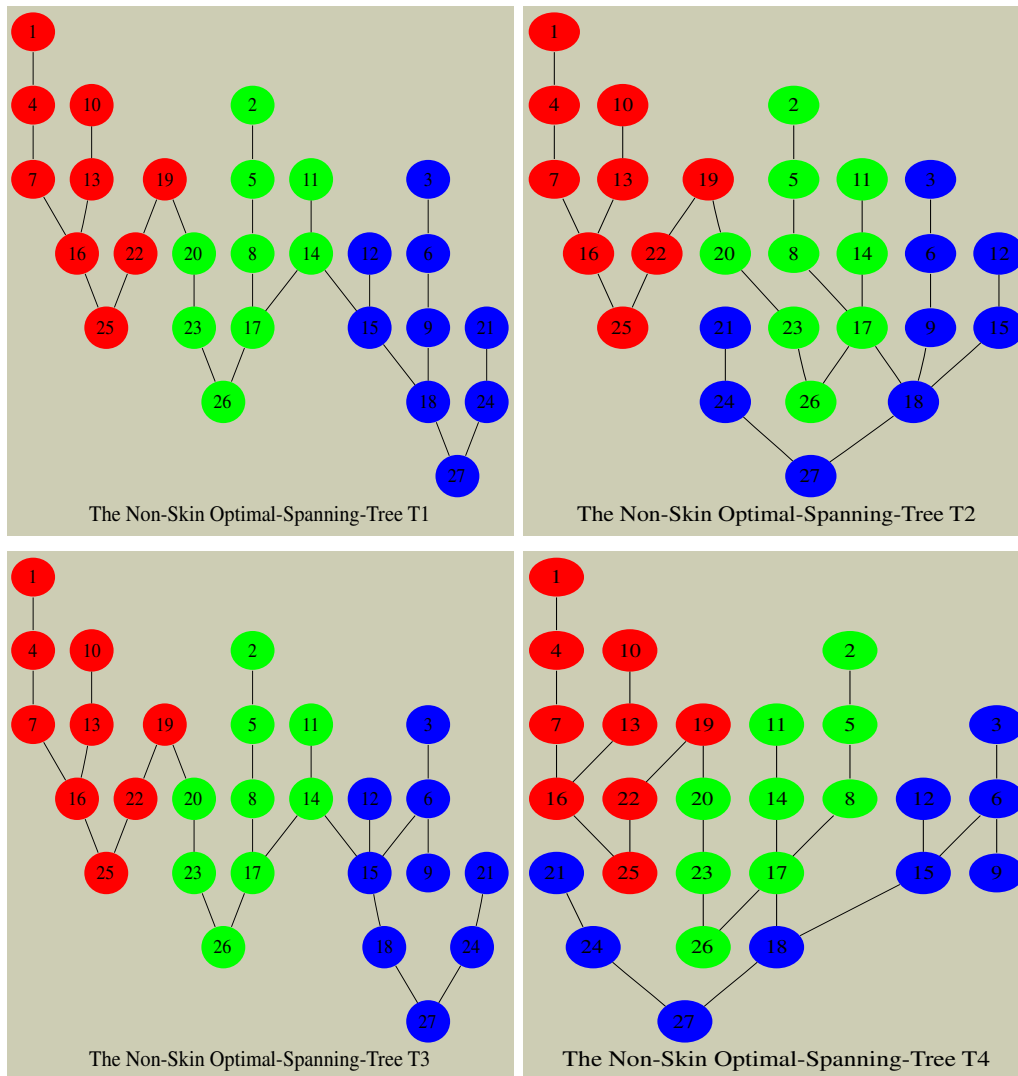 1
4 10 2
7 13 19 5 11 3
16 22 20 8 14 12 6
25 23 17 15 9 21
26 18 24
27
The Non-Skin Optimal-Spanning-Tree T1
1
4 10 2
7 13 19 5 11 3
16 22 20 8 14 6 12
25 21 23 17 9 15
24 26 18
27
The Non-Skin Optimal-Spanning-Tree T2
1
4 10 2
7 13 19 5 11 3
16 22 20 8 14 12 6
25 23 17 15 9 21
26 18 24
27
The Non-Skin Optimal-Spanning-Tree T3
1
4 10 2
7 13 19 11 5 3
16 22 20 14 8 12 6
21 25 23 17 15 9
24 26 18
27
The Non-Skin Optimal-Spanning-Tree T4